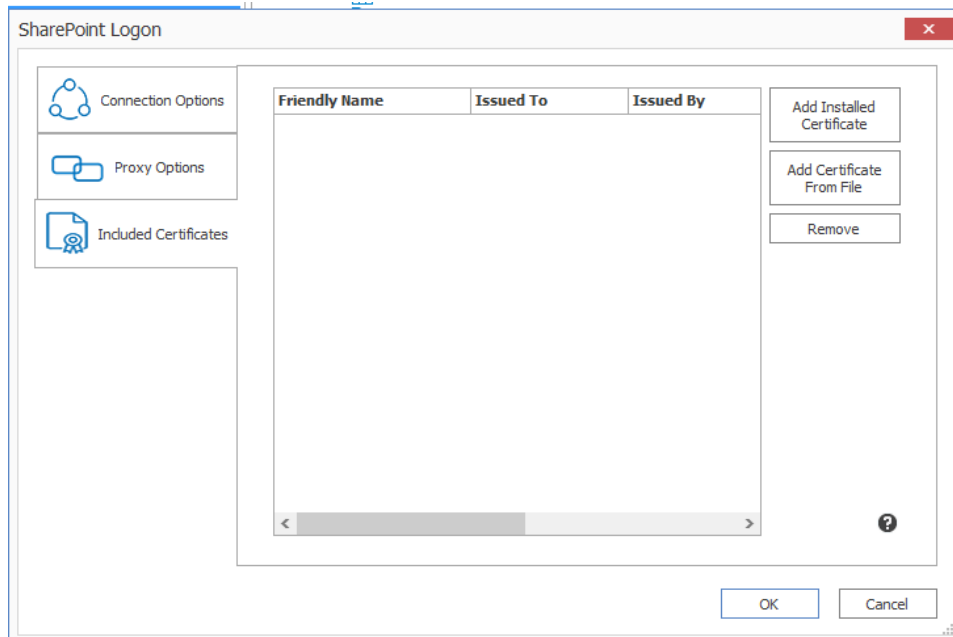 SharePoint Logon
Connection Options
Proxy Options
Included Certificates
Friendly Name Issued To Issued By
Add Installed
Certificate
Add Certificate
From File
Remove
OK Cancel